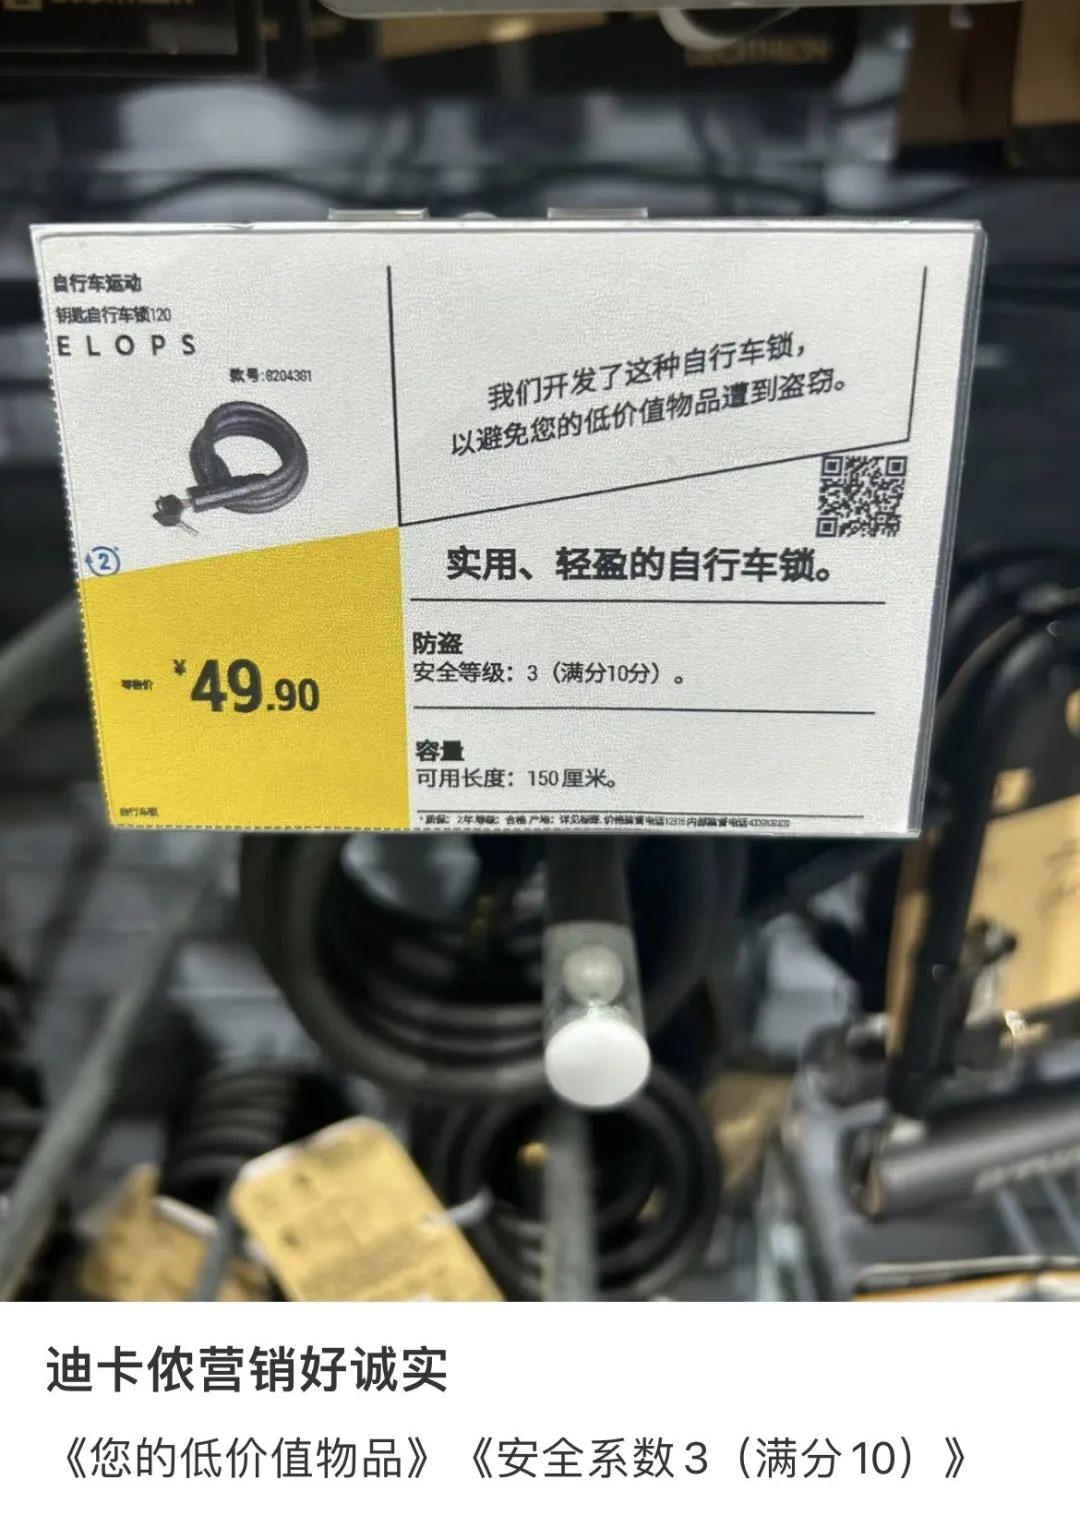 自行车运动
钥匙自行车锁120
ELOPS
款号:8204381
我们开发了这种自行车锁，
以避免您的低价值物品遭到盗窃。
实用、轻盈的自行车锁。
防盗
安全等级：3（满分10分）。
容量
可用长度：150厘米。
2
¥49.90
自行车锁
迪卡侬营销好诚实
《您的低价值物品》《安全系数3（满分10）》